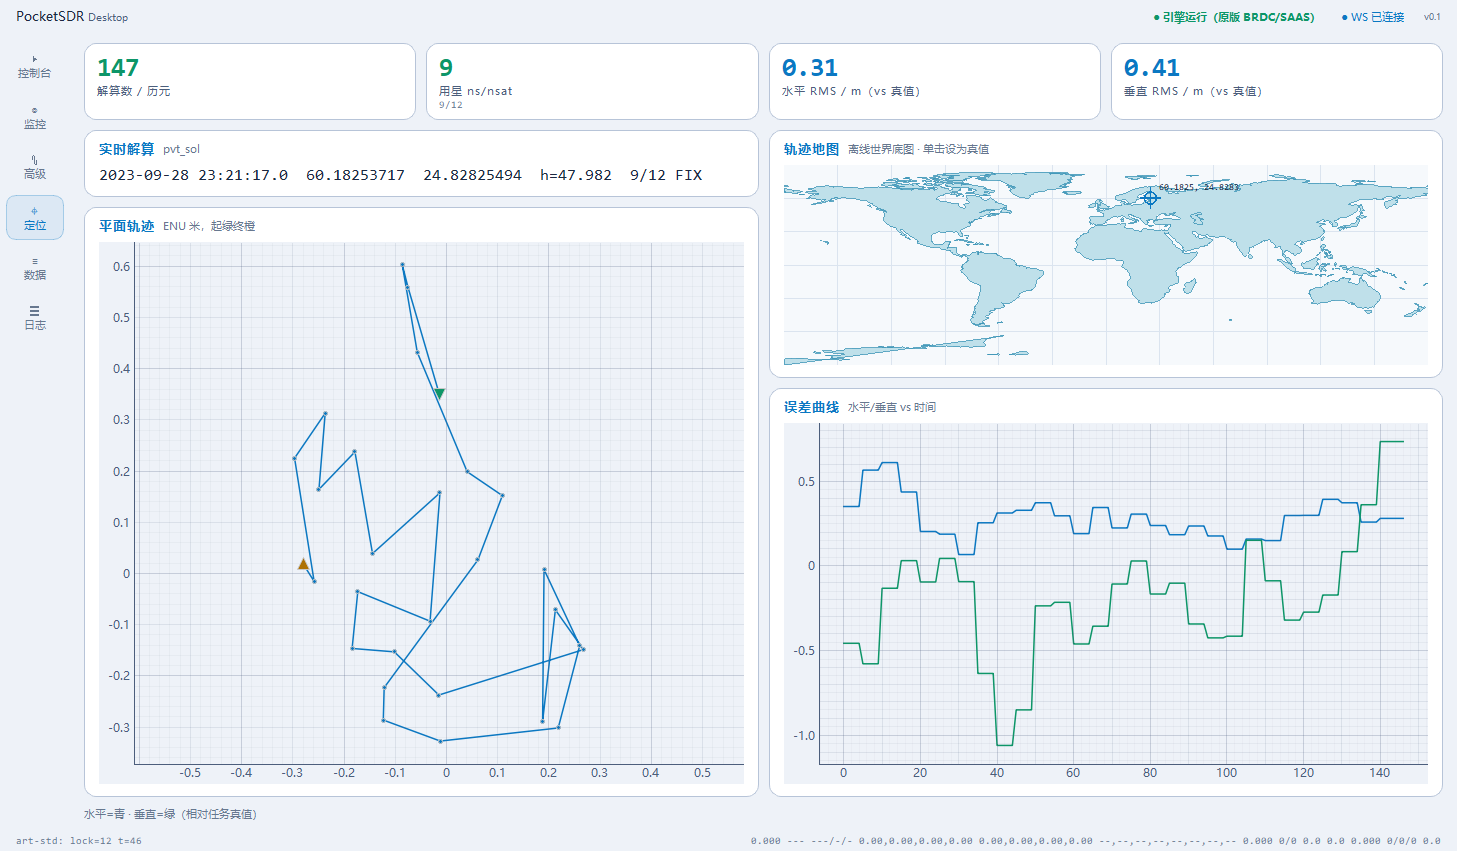 PocketSDR Desktop
● 引擎运行（原版 BRDC/SAAS） ● WS 已连接 v0.1
控制台
监控
高级
定位
数据
日志
147
解算数 / 历元
9
用星 ns/nsat
9/12
0.31
水平 RMS / m（vs 真值）
0.41
垂直 RMS / m（vs 真值）
实时解算 pvt_sol
2023-09-28 23:21:17.0 60.18253717 24.82825494 h=47.982 9/12 FIX
轨迹地图 离线世界底图 · 单击设为真值
60.1825, 24.8283
平面轨迹 ENU 米，起绿终橙
0.6
0.5
0.4
0.3
0.2
0.1
0
-0.1
-0.2
-0.3
-0.5 -0.4 -0.3 -0.2 -0.1 0 0.1 0.2 0.3 0.4 0.5
误差曲线 水平/垂直 vs 时间
0.5
0
-0.5
-1.0
0 20 40 60 80 100 120 140
水平=青 · 垂直=绿（相对任务真值）
art-std: lock=12 t=46
0.000 --- ---/-/- 0.00,0.00,0.00,0.00 0.00,0.00,0.00,0.00 --,--,--,--,--,--,--,-- 0.000 0/0 0.0 0.0 0.000 0/0/0 0.0